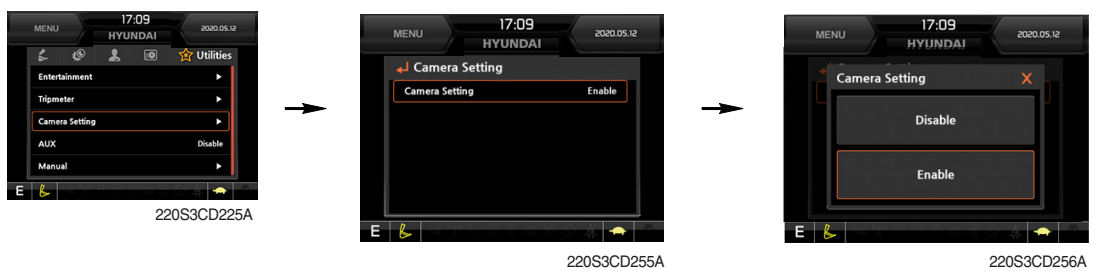 MENU
17:09
HYUNDAI
2020.05.12
Utilities
Entertainment
Tripmeter
Camera Setting
AUX Disable
Manual
E
220S3CD225A
MENU
17:09
HYUNDAI
2020.05.12
Camera Setting
Camera Setting Enable
E
220S3CD255A
MENU
17:09
HYUNDAI
2020.05.12
Camera Setting X
Disable
Enable
E
220S3CD256A